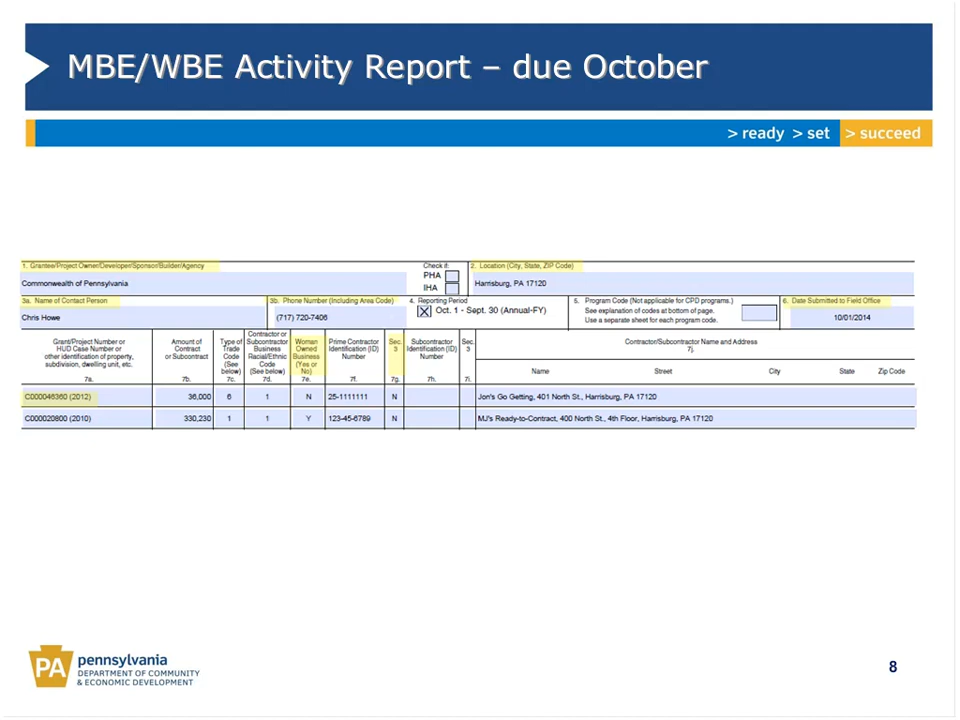 MBE/WBE Activity Report – due October
> ready > set > succeed
1. Grantee/Project Owner/Developer/Sponsor/Builder/Agency
Check if:
PHA
IHA
2. Location (City, State, ZIP Code)
Commonwealth of Pennsylvania
Harrisburg, PA 17120
3a. Name of Contact Person
3b. Phone Number (Including Area Code)
4. Reporting Period
5. Program Code (Not applicable for CPD programs.)
6. Date Submitted to Field Office
Chris Howe
(717) 720-7406
Oct. 1 - Sept. 30 (Annual-FY)
See explanation of codes at bottom of page.
Use a separate sheet for each program code.
10/01/2014
Grant/Project Number or
HUD Case Number or
other identification of property,
subdivision, dwelling unit, etc.
7a.
Amount of
Contract
or Subcontract
7b.
Type of
Trade
Code
(See
below)
7c.
Contractor or
Subcontractor
Business
Racial/Ethnic
Code
(See below)
7d.
Woman
Owned
Business
(Yes or
No)
7e.
Prime Contractor
Identification (ID)
Number
7f.
Sec.
3
7g.
Subcontractor
Identification (ID)
Number
7h.
Sec.
3
7i.
Contractor/Subcontractor Name and Address
7j.
Name Street City State Zip Code
C000046360 (2012) 36,000 6 1 N 25-1111111 N Jon's Go Getting, 401 North St., Harrisburg, PA 17120
C000020800 (2010) 330,230 1 1 Y 123-45-6789 N MJ's Ready-to-Contract, 400 North St., 4th Floor, Harrisburg, PA 17120
PA
pennsylvania
DEPARTMENT OF COMMUNITY
& ECONOMIC DEVELOPMENT
8